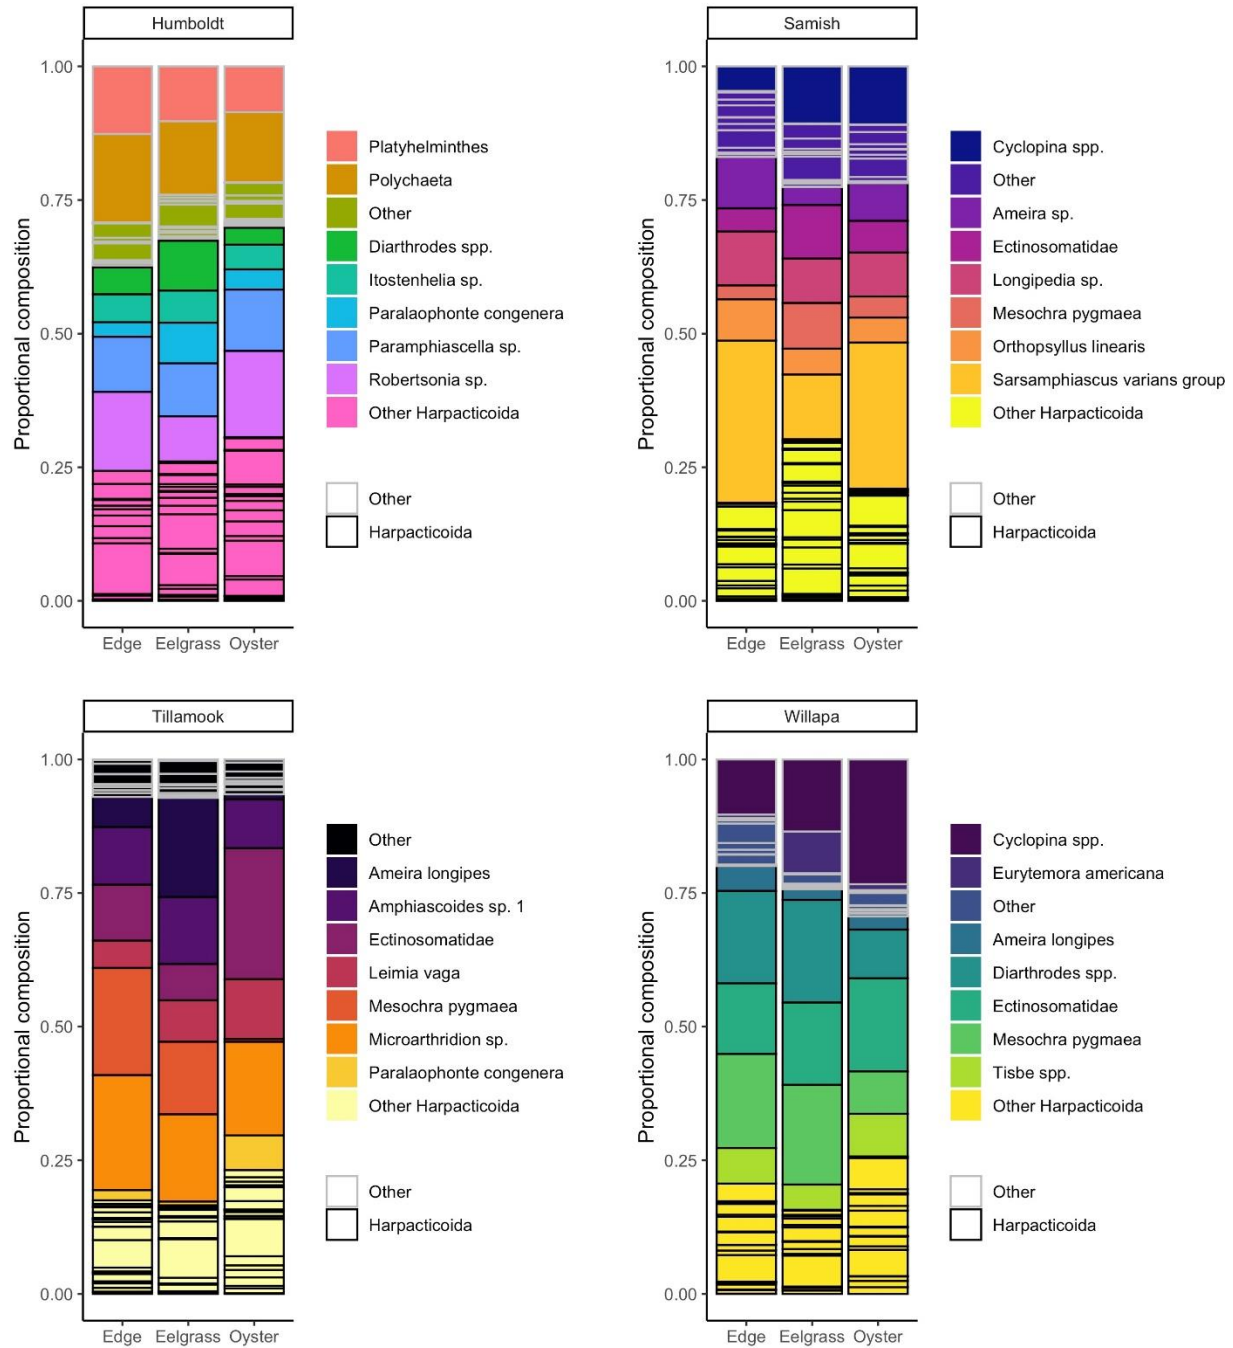 Humboldt
Proportional composition
1.00
0.75
0.50
0.25
0.00
Edge Eelgrass Oyster
Platyhelminthes
Polychaeta
Other
Diarthrodes spp.
Itostenhelia sp.
Paralaophonte congenera
Paramphiascella sp.
Robertsonia sp.
Other Harpacticoida
Other
Harpacticoida
Samish
Proportional composition
1.00
0.75
0.50
0.25
0.00
Edge Eelgrass Oyster
Cyclopina spp.
Other
Ameira sp.
Ectinosomatidae
Longipedia sp.
Mesochra pygmaea
Orthopsyllus linearis
Sarsamphiascus varians group
Other Harpacticoida
Other
Harpacticoida
Tillamook
Proportional composition
1.00
0.75
0.50
0.25
0.00
Edge Eelgrass Oyster
Other
Ameira longipes
Amphiascoides sp. 1
Ectinosomatidae
Leimia vaga
Mesochra pygmaea
Microarthridion sp.
Paralaophonte congenera
Other Harpacticoida
Other
Harpacticoida
Willapa
Proportional composition
1.00
0.75
0.50
0.25
0.00
Edge Eelgrass Oyster
Cyclopina spp.
Eurytemora americana
Other
Ameira longipes
Diarthrodes spp.
Ectinosomatidae
Mesochra pygmaea
Tisbe spp.
Other Harpacticoida
Other
Harpacticoida